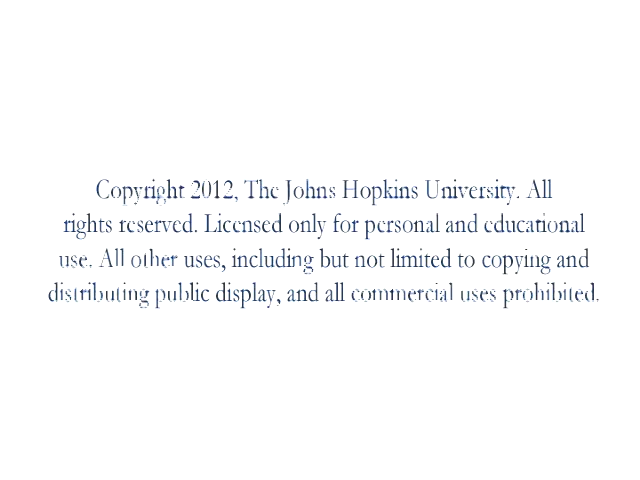 Copyright 2012, The Johns Hopkins University. All
rights reserved. Licensed only for personal and educational
use. All other uses, including but not limited to copying and
distributing public display, and all commercial uses prohibited.